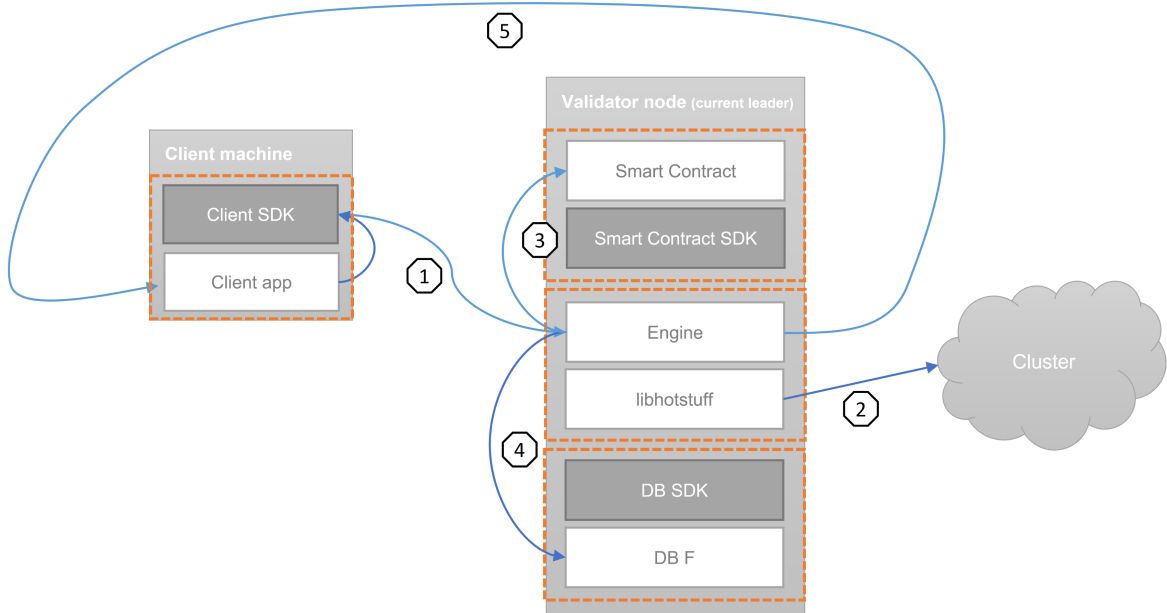 5
Validator node (current leader)
Client machine
Smart Contract
Client SDK
Smart Contract SDK
3
1
Client app
Engine
Cluster
libhotstuff
2
4
DB SDK
DB F